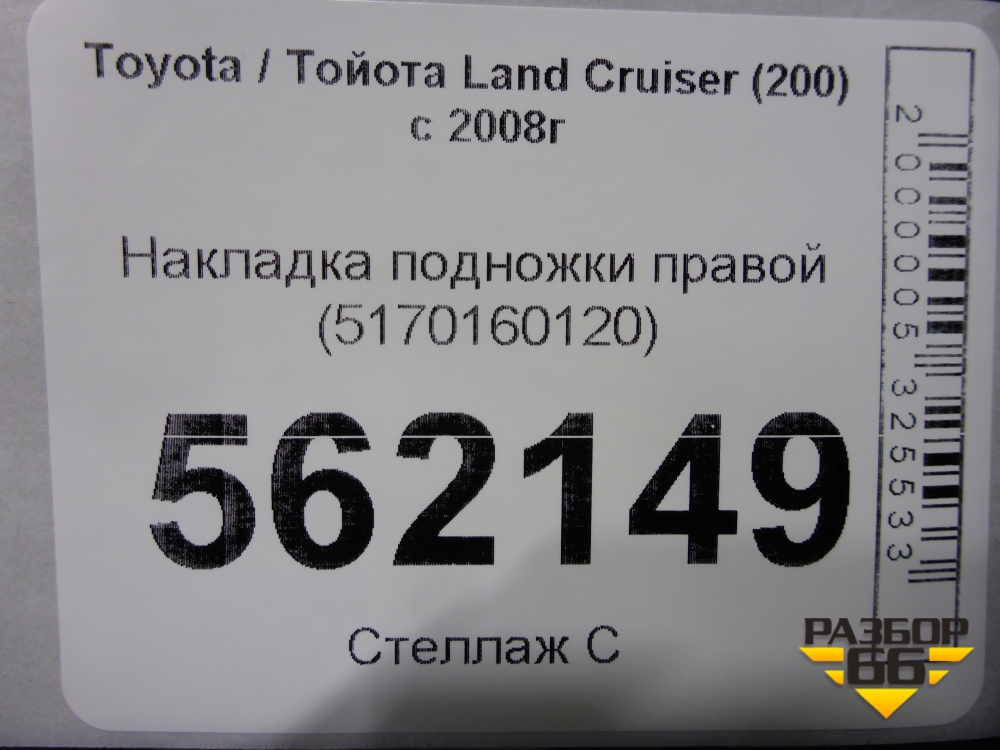 Toyota / Тойота Land Cruiser (200)
с 2008г
Накладка подножки правой
(5170160120)
562149
Стеллаж С
2000005325533
РАЗБОР
66